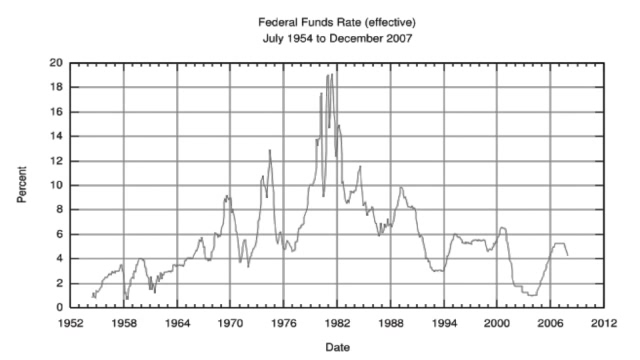 Federal Funds Rate (effective)
July 1954 to December 2007
20
18
16
14
12
10
8
6
4
2
0
Percent
1952 1958 1964 1970 1976 1982 1988 1994 2000 2006 2012
Date